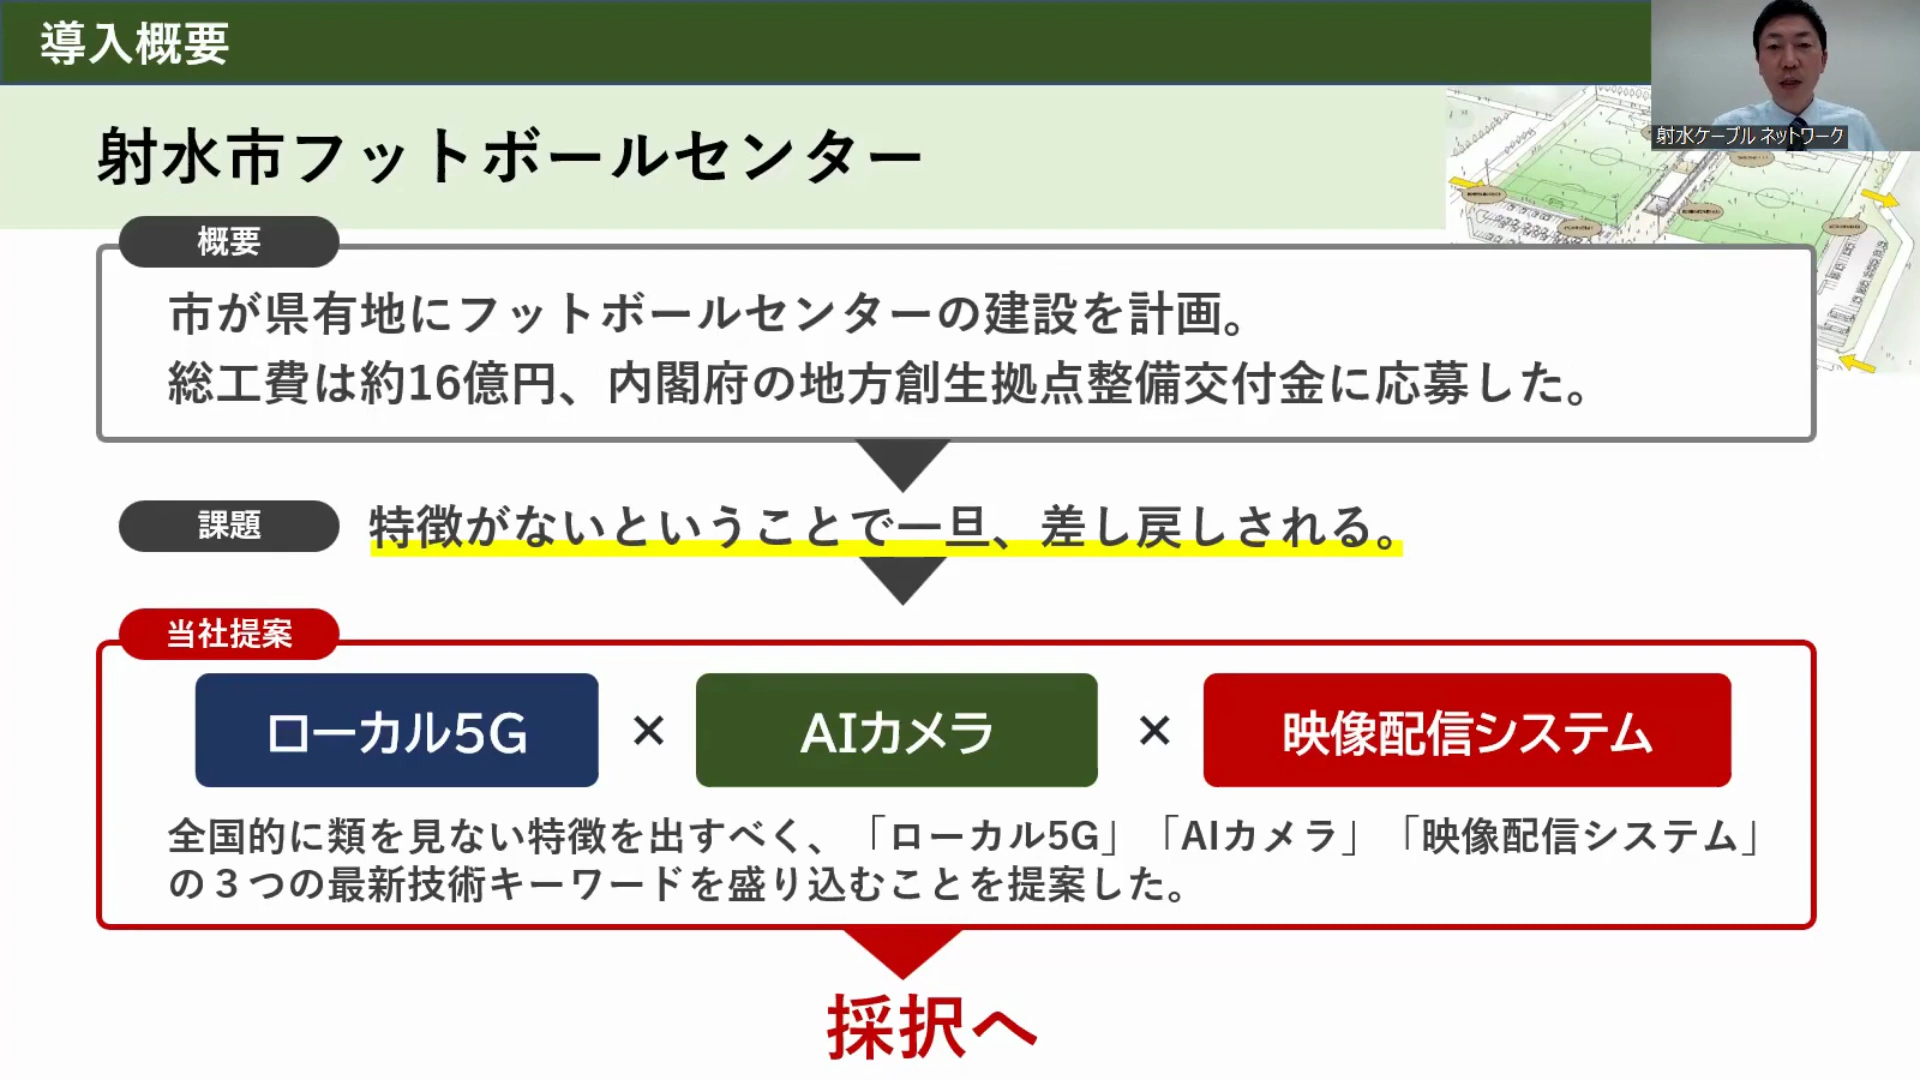 導入概要
射水ケーブル ネットワーク
射水市フットボールセンター
概要
市が県有地にフットボールセンターの建設を計画。
総工費は約16億円、内閣府の地方創生拠点整備交付金に応募した。
課題
特徴がないということで一旦、差し戻しされる。
当社提案
ローカル5G × AIカメラ × 映像配信システム
全国的に類を見ない特徴を出すべく、「ローカル5G」「AIカメラ」「映像配信システム」
の３つの最新技術キーワードを盛り込むことを提案した。
採択へ